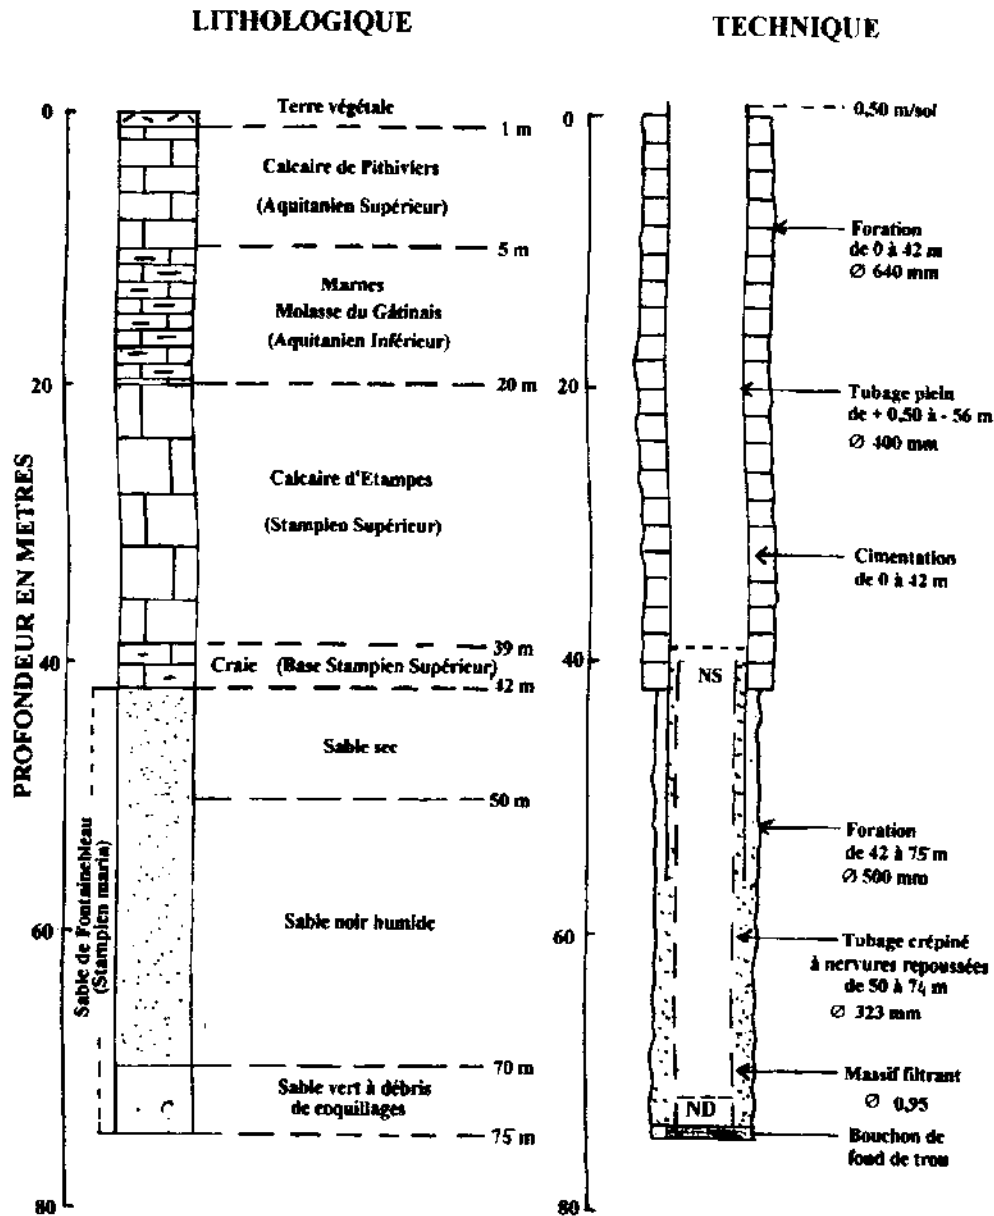 LITHOLOGIQUE
TECHNIQUE
PROFONDEUR EN METRES
0
20
40
60
80
Terre végétale
1 m
Calcaire de Pithiviers
(Aquitanien Supérieur)
5 m
Marnes
Molasse du Gâtinais
(Aquitanien Inférieur)
20 m
Calcaire d'Etampes
(Stampien Supérieur)
39 m
Craie (Base Stampien Supérieur)
42 m
Sable sec
50 m
Sable de Fontainebleau
(Stampien maria)
Sable noir humide
70 m
Sable vert à débris
de coquillages
75 m
0
20
40
60
80
0,50 m/sol
Foration
de 0 à 42 m
Ø 640 mm
Tubage plein
de + 0,50 à - 56 m
Ø 400 mm
Cimentation
de 0 à 42 m
NS
Foration
de 42 à 75 m
Ø 500 mm
Tubage crépiné
à nervures repoussées
de 50 à 74 m
Ø 323 mm
Massif filtrant
Ø 0,95
ND
Bouchon de
fond de trou